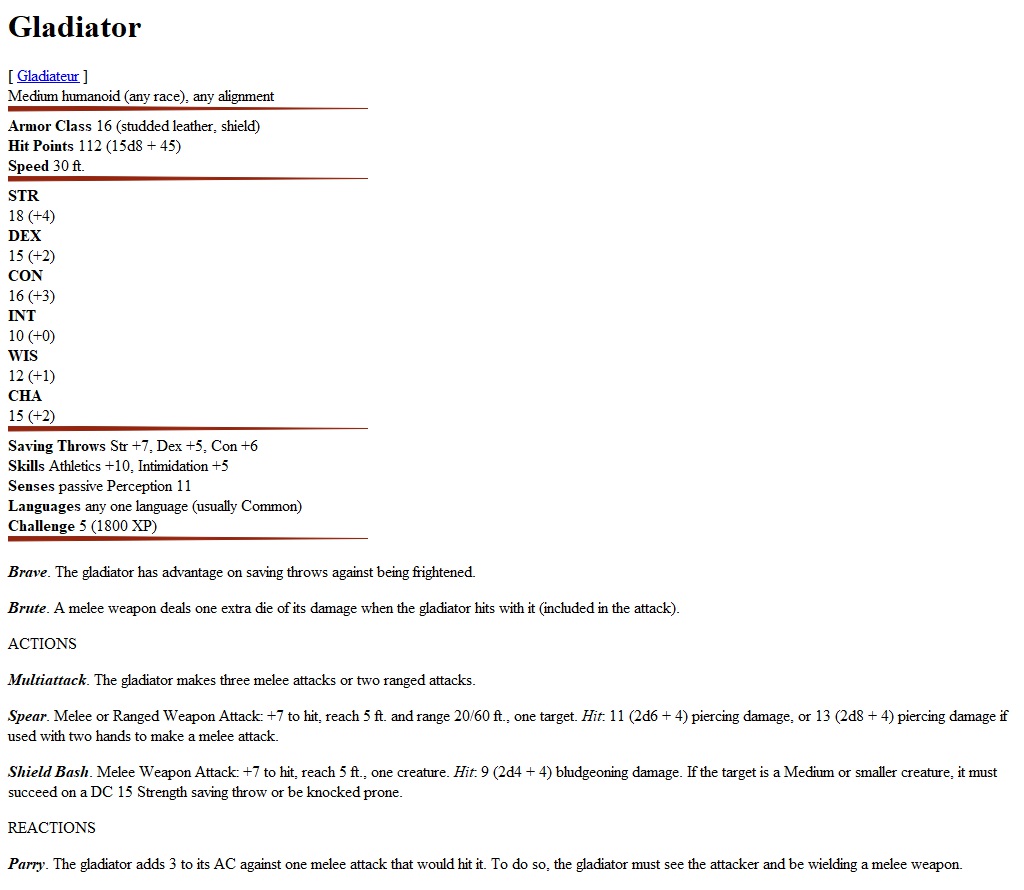 Gladiator
[ Gladiateur ]
Medium humanoid (any race), any alignment
Armor Class 16 (studded leather, shield)
Hit Points 112 (15d8 + 45)
Speed 30 ft.
STR
18 (+4)
DEX
15 (+2)
CON
16 (+3)
INT
10 (+0)
WIS
12 (+1)
CHA
15 (+2)
Saving Throws Str +7, Dex +5, Con +6
Skills Athletics +10, Intimidation +5
Senses passive Perception 11
Languages any one language (usually Common)
Challenge 5 (1800 XP)
Brave. The gladiator has advantage on saving throws against being frightened.
Brute. A melee weapon deals one extra die of its damage when the gladiator hits with it (included in the attack).
ACTIONS
Multiattack. The gladiator makes three melee attacks or two ranged attacks.
Spear. Melee or Ranged Weapon Attack: +7 to hit, reach 5 ft. and range 20/60 ft., one target. Hit: 11 (2d6 + 4) piercing damage, or 13 (2d8 + 4) piercing damage if
used with two hands to make a melee attack.
Shield Bash. Melee Weapon Attack: +7 to hit, reach 5 ft., one creature. Hit: 9 (2d4 + 4) bludgeoning damage. If the target is a Medium or smaller creature, it must
succeed on a DC 15 Strength saving throw or be knocked prone.
REACTIONS
Parry. The gladiator adds 3 to its AC against one melee attack that would hit it. To do so, the gladiator must see the attacker and be wielding a melee weapon.